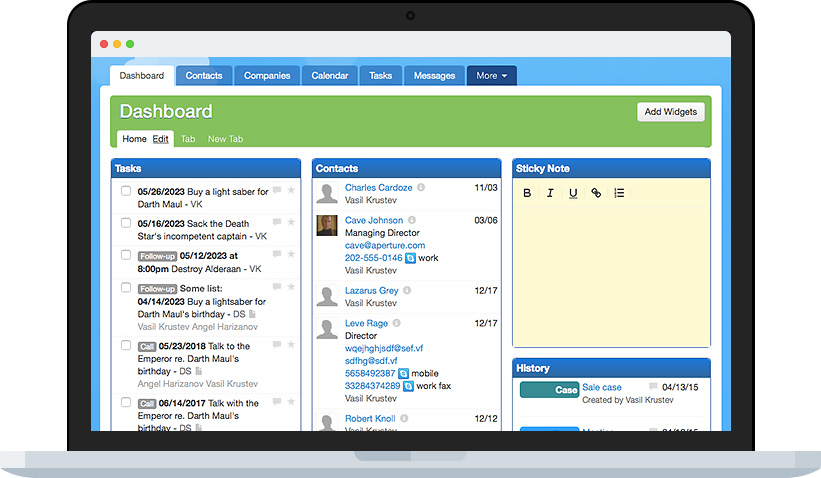 Dashboard Contacts Companies Calendar Tasks Messages More
Dashboard
Add Widgets
Home Edit Tab New Tab
Tasks
05/26/2023 Buy a light saber for
Darth Maul - VK
05/16/2023 Sack the Death
Star's incompetent captain - VK
Follow-up 05/12/2023 at
8:00pm Destroy Alderaan - VK
Follow-up Some list:
04/14/2023 Buy a lightsaber for
Darth Maul's birthday - DS
Vasil Krustev Angel Harizanov
Call 05/23/2018 Talk to the
Emperor re. Darth Maul's
birthday - DS
Angel Harizanov Vasil Krustev
Call 06/14/2017 Talk with the
Emperor re. Darth Maul's
birthday - DS
Contacts
Charles Cardoze 11/03
Vasil Krustev
Cave Johnson 03/06
Managing Director
cave@aperture.com
202-555-0146 work
Vasil Krustev
Lazarus Grey 12/17
Vasil Krustev
Leve Rage 12/17
Director
wqejhghjsdf@sef.vf
sdfhg@sdf.vf
5658492387 mobile
33284374289 work fax
Vasil Krustev
Robert Knoll 12/12
Vasil Krustev
Sticky Note
B I U
History
Case Sale case 04/13/15
Created by Vasil Krustev